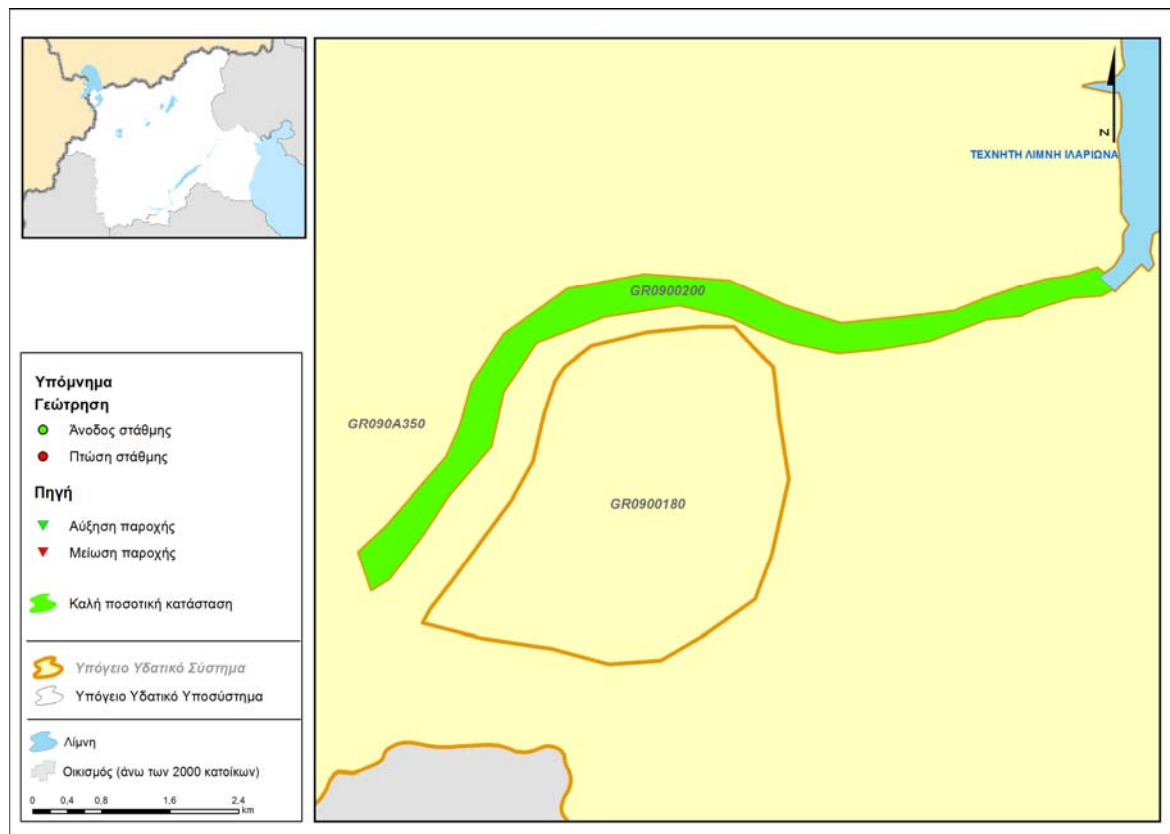 N
ΤΕΧΝΗΤΗ ΛΙΜΝΗ ΙΛΑΡΙΩΝΑ
GR0900200
GR090A350
GR0900180
Υπόμνημα
Γεώτρηση
Άνοδος στάθμης
Πτώση στάθμης
Πηγή
Αύξηση παροχής
Μείωση παροχής
Καλή ποσοτική κατάσταση
Υπόγειο Υδατικό Σύστημα
Υπόγειο Υδατικό Υποσύστημα
Λίμνη
Οικισμός (άνω των 2000 κατοίκων)
0 0,4 0,8 1,6 2,4
km